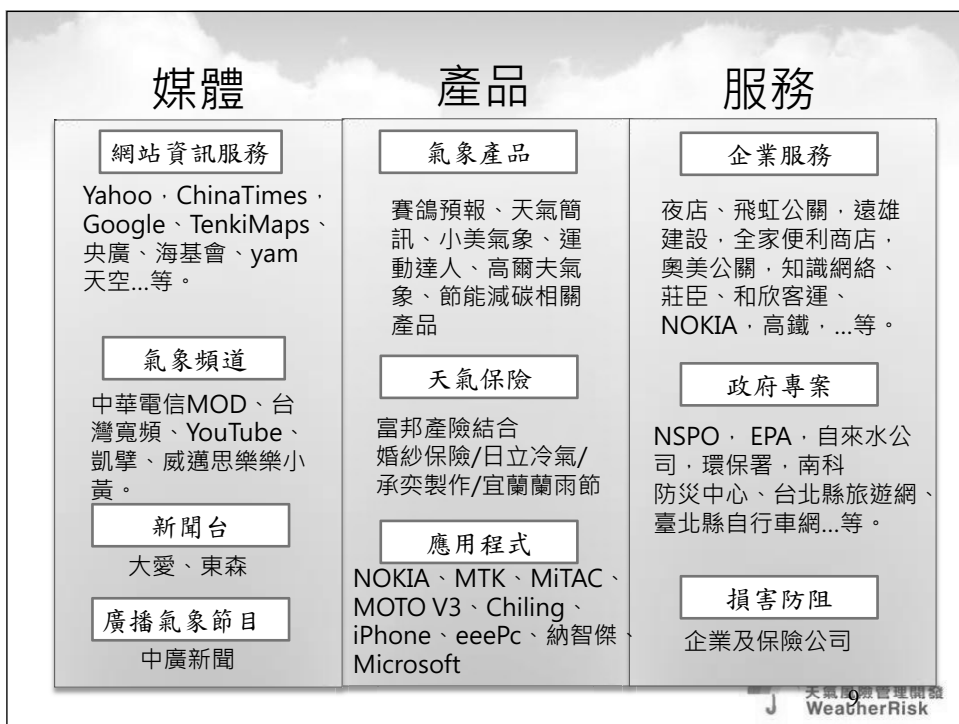 媒體
網站資訊服務
Yahoo，ChinaTimes，
Google、TenkiMaps、
央廣、海基會、yam
天空…等。
氣象頻道
中華電信MOD、台
灣寬頻、YouTube、
凱擘、威邁思樂樂小
黃。
新聞台
大愛、東森
廣播氣象節目
中廣新聞
產品
氣象產品
賽鴿預報、天氣簡
訊、小美氣象、運
動達人、高爾夫氣
象、節能減碳相關
產品
天氣保險
富邦產險結合
婚紗保險/日立冷氣/
承奕製作/宜蘭蘭雨節
應用程式
NOKIA、MTK、MiTAC、
MOTO V3、Chiling、
iPhone、eeePc、納智傑、
Microsoft
服務
企業服務
夜店、飛虹公關，遠雄
建設，全家便利商店，
奧美公關，知識網絡、
莊臣、和欣客運、
NOKIA，高鐵，…等。
政府專案
NSPO， EPA，自來水公
司，環保署，南科
防災中心、台北縣旅遊網、
臺北縣自行車網…等。
損害防阻
企業及保險公司
天氣風險管理開發
9
WeatherRisk